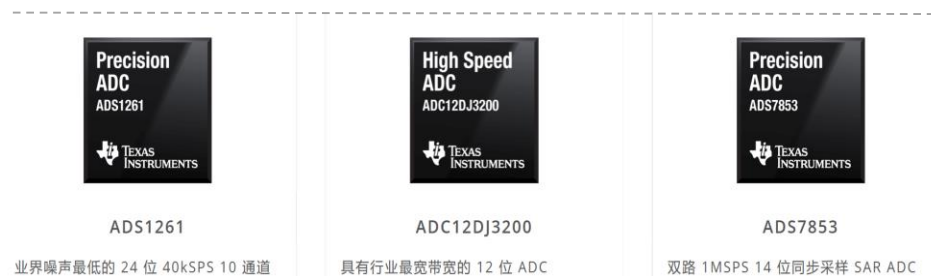 Precision
ADC
ADS1261
TEXAS
INSTRUMENTS
ADS1261
业界噪声最低的 24 位 40kSPS 10 通道
High Speed
ADC
ADC12DJ3200
TEXAS
INSTRUMENTS
ADC12DJ3200
具有行业最宽带宽的 12 位 ADC
Precision
ADC
ADS7853
TEXAS
INSTRUMENTS
ADS7853
双路 1MSPS 14 位同步采样 SAR ADC